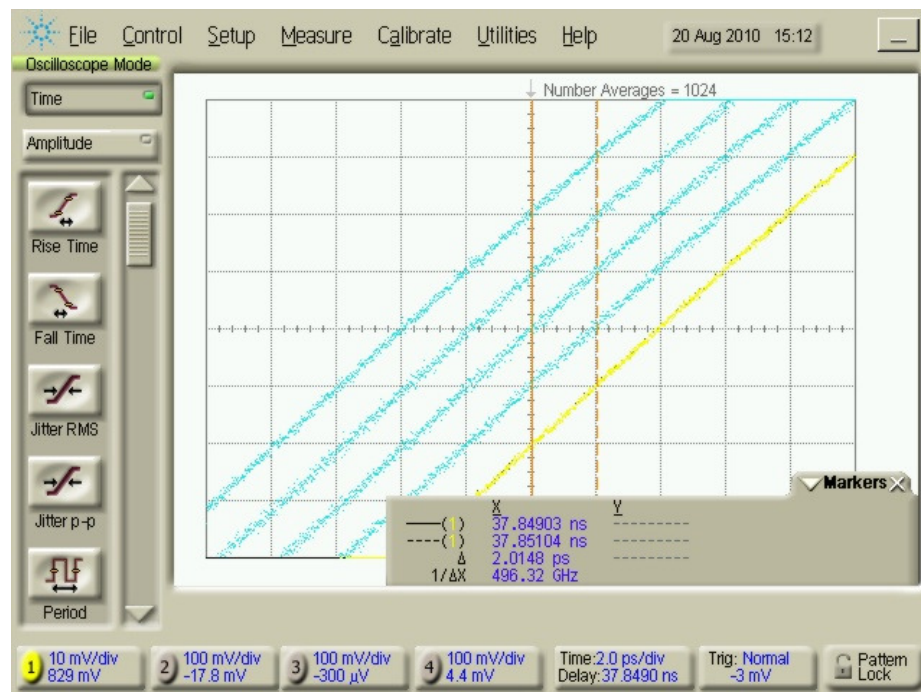 File Control Setup Measure Calibrate Utilities Help 20 Aug 2010 15:12
Oscilloscope Mode
Time
Amplitude
Number Averages = 1024
Rise Time
Fall Time
Jitter RMS
Jitter p-p
Period
Markers
X Y
(1) 37.84903 ns ---------
(1) 37.85104 ns ---------
Δ 2.0148 ps ---------
1/ΔX 496.32 GHz
1 10 mV/div 2 100 mV/div 3 100 mV/div 4 100 mV/div Time:2.0 ps/div Trig: Normal Pattern
829 mV -17.8 mV -300 µV 4.4 mV Delay:37.8490 ns -3 mV Lock